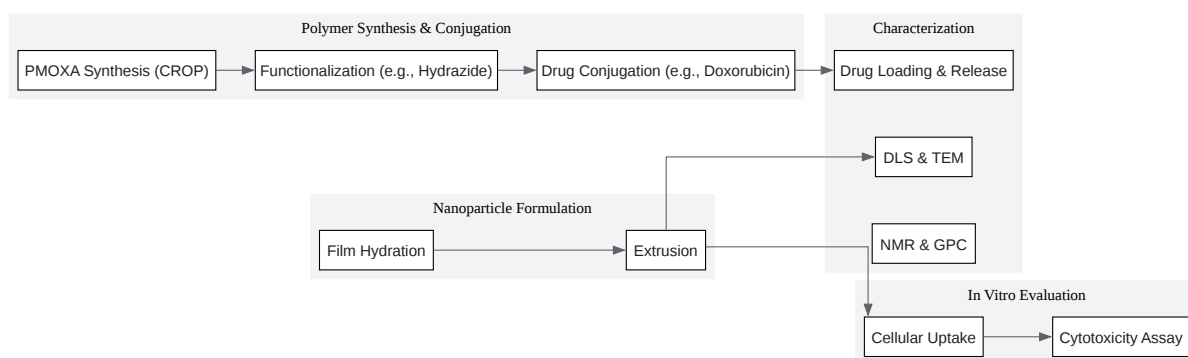 Polymer Synthesis & Conjugation
PMOXA Synthesis (CROP)
Functionalization (e.g., Hydrazide)
Drug Conjugation (e.g., Doxorubicin)
Characterization
Drug Loading & Release
DLS & TEM
NMR & GPC
Nanoparticle Formulation
Film Hydration
Extrusion
In Vitro Evaluation
Cellular Uptake
Cytotoxicity Assay